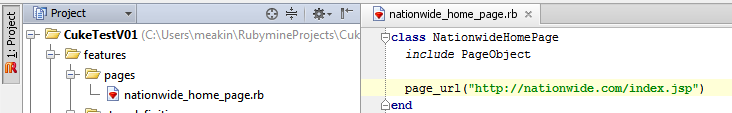 1: Project
Project
CukeTestV01 (C:\Users\meakin\RubymineProjects\Cuk
features
pages
nationwide_home_page.rb
nationwide_home_page.rb
class NationwideHomePage
include PageObject
page_url("http://nationwide.com/index.jsp")
end